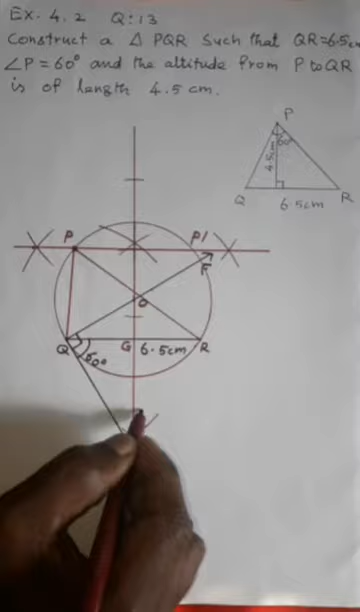 Ex: 4.2 Q:13
Construct a △ PQR such that QR=6.5cm
∠P = 60° and the altitude from P to QR
is of length 4.5 cm.
P
60°
4.5cm
Q R
6.5cm
P P'
F
O
Q G 6.5cm R
60°